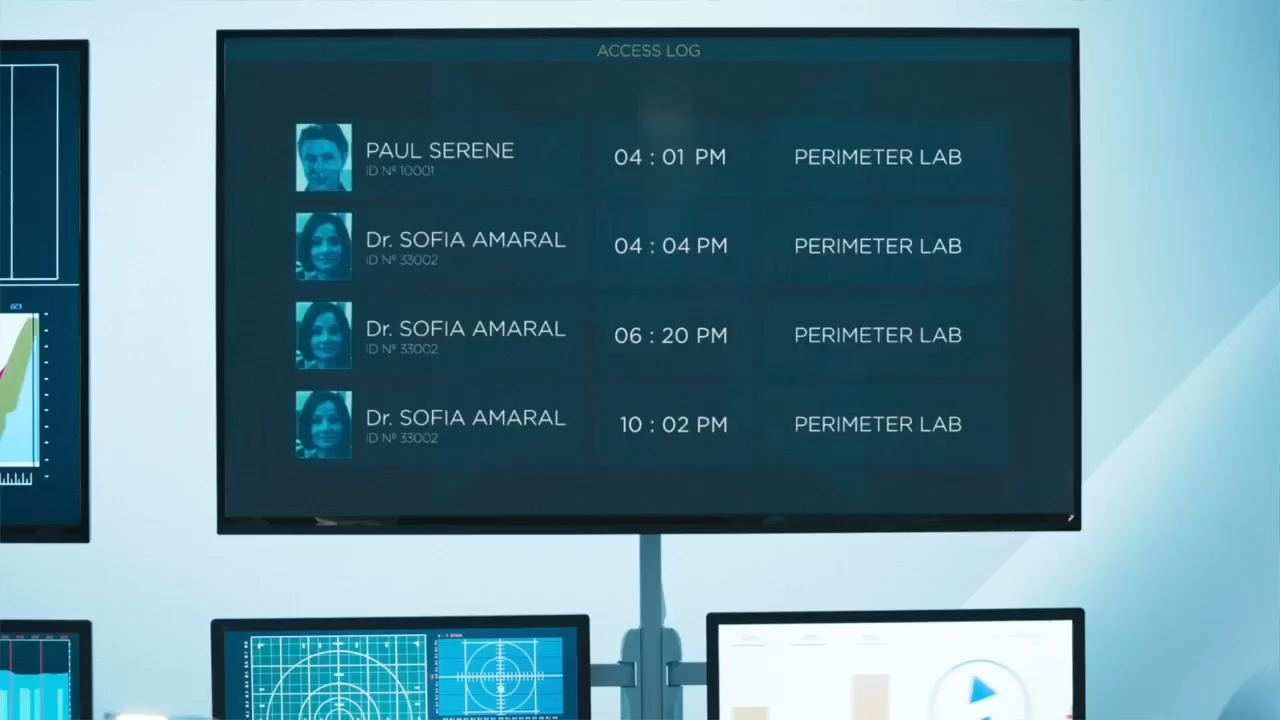 ACCESS LOG
PAUL SERENE
ID Nº 10001
04 : 01 PM
PERIMETER LAB
Dr. SOFIA AMARAL
ID Nº 33002
04 : 04 PM
PERIMETER LAB
Dr. SOFIA AMARAL
ID Nº 33002
06 : 20 PM
PERIMETER LAB
Dr. SOFIA AMARAL
ID Nº 33002
10 : 02 PM
PERIMETER LAB